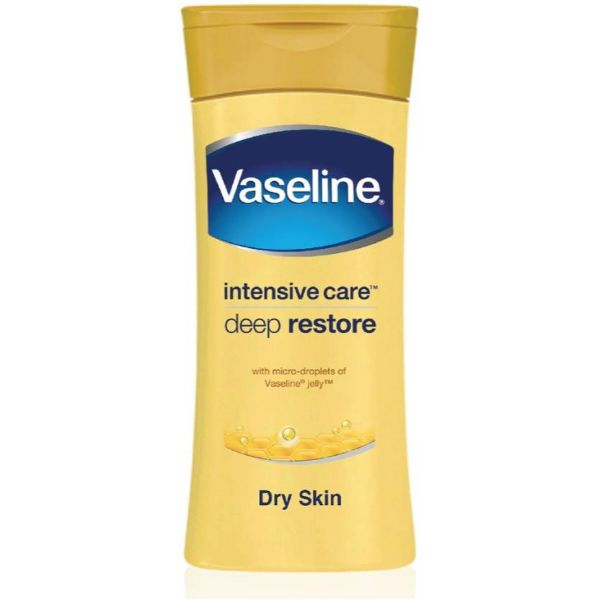 Vaseline®
intensive care™
deep restore
with micro-droplets of
Vaseline® jelly™
Dry Skin